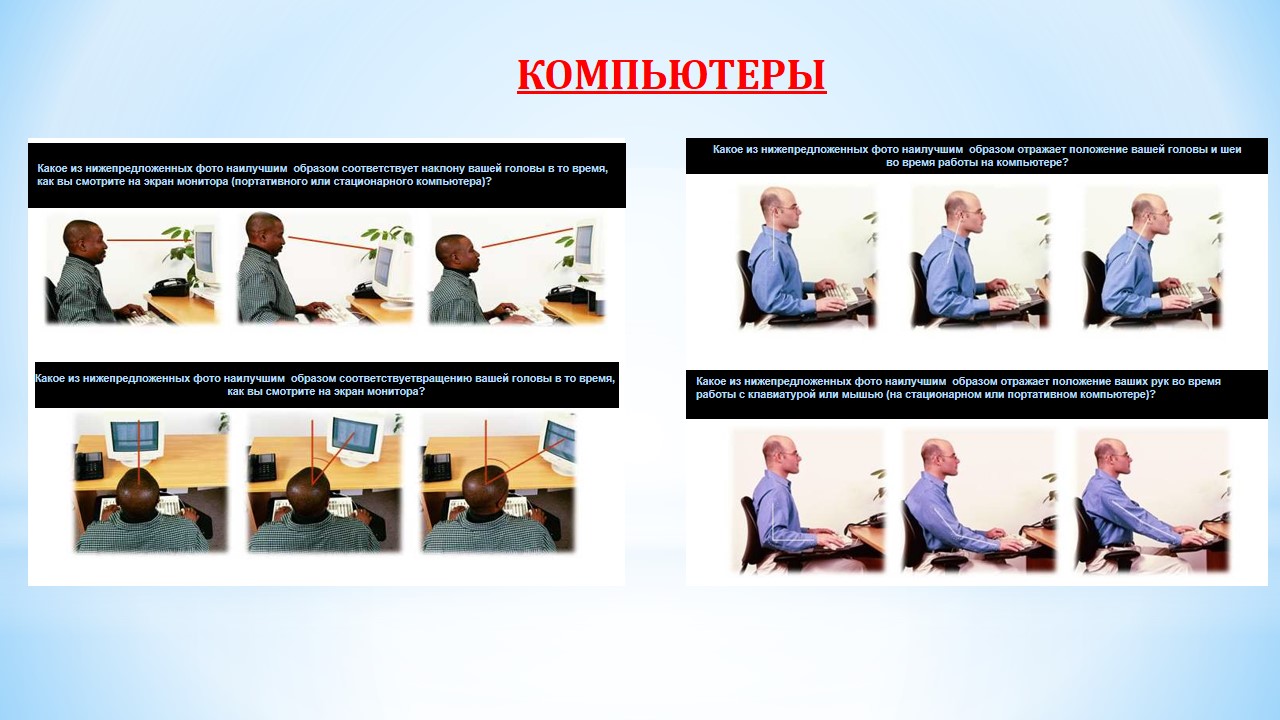 КОМПЬЮТЕРЫ
Какое из нижепредложенных фото наилучшим образом соответствует наклону вашей головы в то время,
как вы смотрите на экран монитора (портативного или стационарного компьютера)?
Какое из нижепредложенных фото наилучшим образом соответствуетвращению вашей головы в то время,
как вы смотрите на экран монитора?
Какое из нижепредложенных фото наилучшим образом отражает положение вашей головы и шеи
во время работы на компьютере?
Какое из нижепредложенных фото наилучшим образом отражает положение ваших рук во время
работы с клавиатурой или мышью (на стационарном или портативном компьютере)?